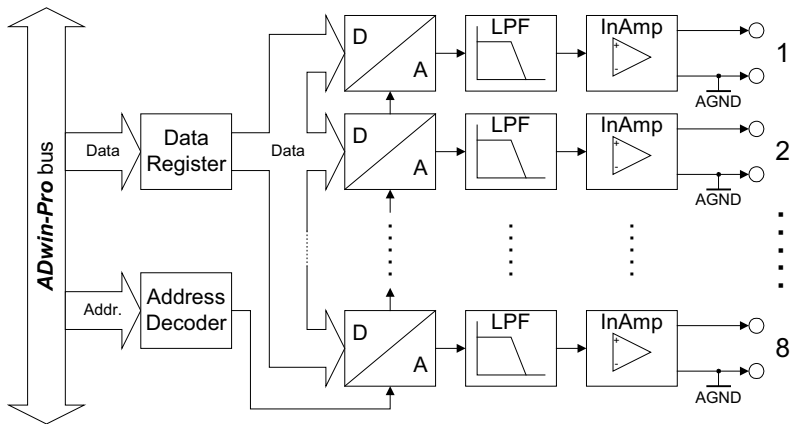 ADwin-Pro bus
Data
Data
Register
Data
Addr.
Address
Decoder
D
A
LPF
InAmp
+
-
AGND
1
D
A
LPF
InAmp
+
-
AGND
2
D
A
LPF
InAmp
+
-
AGND
8